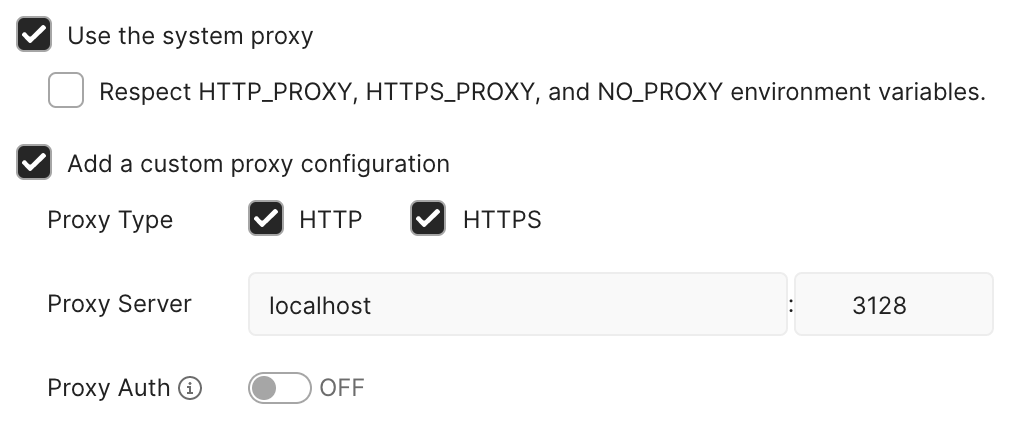 Use the system proxy
Respect HTTP_PROXY, HTTPS_PROXY, and NO_PROXY environment variables.
Add a custom proxy configuration
Proxy Type HTTP HTTPS
Proxy Server localhost : 3128
Proxy Auth OFF